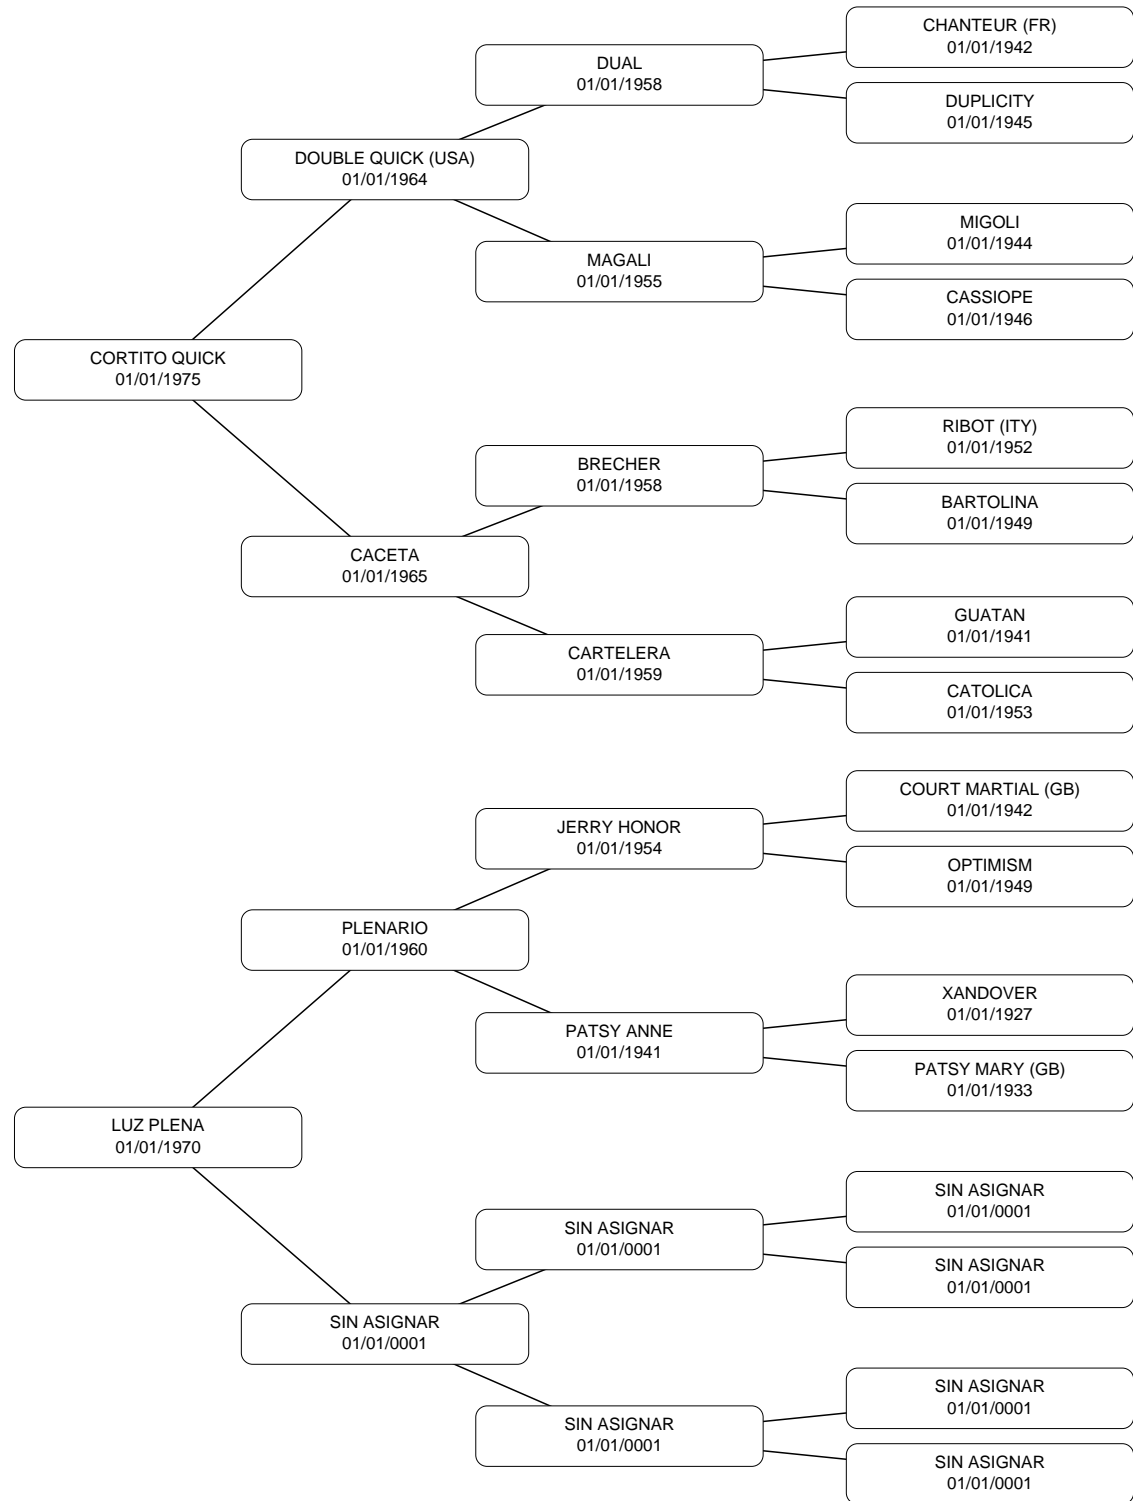 CHANTEUR (FR)
01/01/1942
DUAL
01/01/1958
DUPLICITY
01/01/1945
DOUBLE QUICK (USA)
01/01/1964
MIGOLI
01/01/1944
MAGALI
01/01/1955
CASSIOPE
01/01/1946
CORTITO QUICK
01/01/1975
RIBOT (ITY)
01/01/1952
BRECHER
01/01/1958
BARTOLINA
01/01/1949
CACETA
01/01/1965
GUATAN
01/01/1941
CARTELERA
01/01/1959
CATOLICA
01/01/1953
COURT MARTIAL (GB)
01/01/1942
JERRY HONOR
01/01/1954
OPTIMISM
01/01/1949
PLENARIO
01/01/1960
XANDOVER
01/01/1927
PATSY ANNE
01/01/1941
PATSY MARY (GB)
01/01/1933
LUZ PLENA
01/01/1970
SIN ASIGNAR
01/01/0001
SIN ASIGNAR
01/01/0001
SIN ASIGNAR
01/01/0001
SIN ASIGNAR
01/01/0001
SIN ASIGNAR
01/01/0001
SIN ASIGNAR
01/01/0001
SIN ASIGNAR
01/01/0001